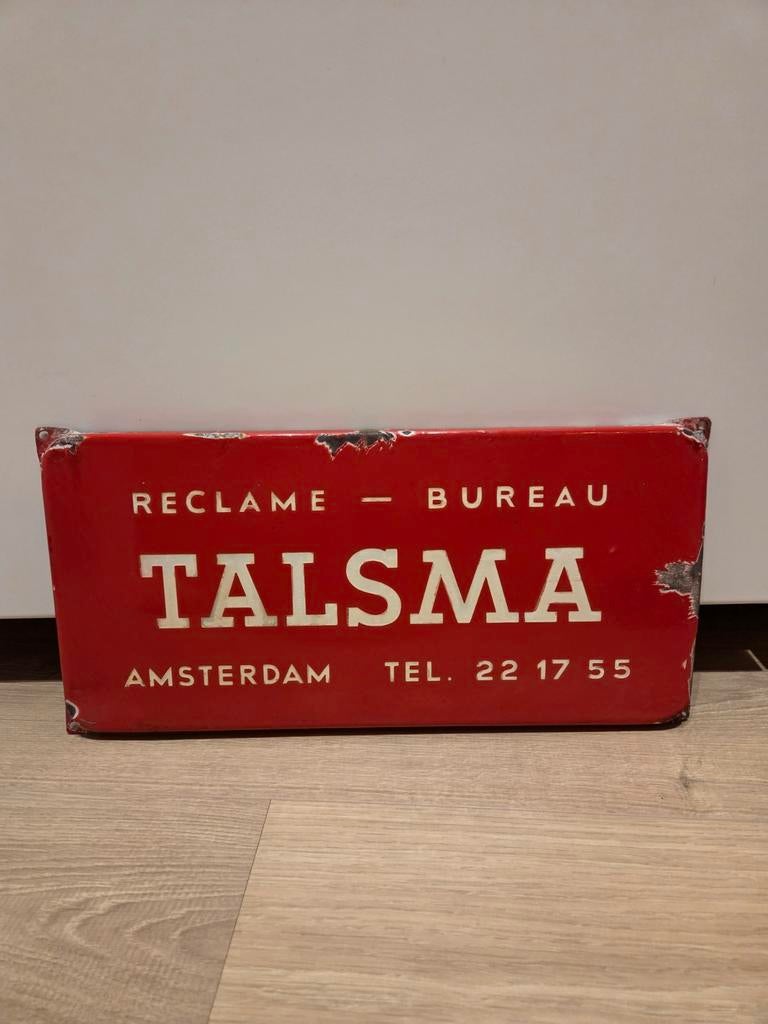 RECLAME — BUREAU
TALSMA
AMSTERDAM TEL. 22 17 55